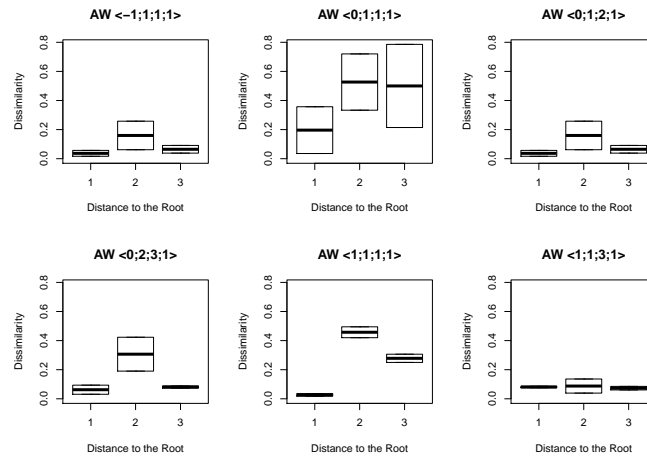 AW <-1;1;1;1>
AW <0;1;1;1>
AW <0;1;2;1>
Dissimilarity
0.8
0.6
0.4
0.2
0.0
1 2 3
Distance to the Root
Dissimilarity
0.8
0.6
0.4
0.2
0.0
1 2 3
Distance to the Root
Dissimilarity
0.8
0.6
0.4
0.2
0.0
1 2 3
Distance to the Root
AW <0;2;3;1>
AW <1;1;1;1>
AW <1;1;3;1>
Dissimilarity
0.8
0.6
0.4
0.2
0.0
1 2 3
Distance to the Root
Dissimilarity
0.8
0.6
0.4
0.2
0.0
1 2 3
Distance to the Root
Dissimilarity
0.8
0.6
0.4
0.2
0.0
1 2 3
Distance to the Root